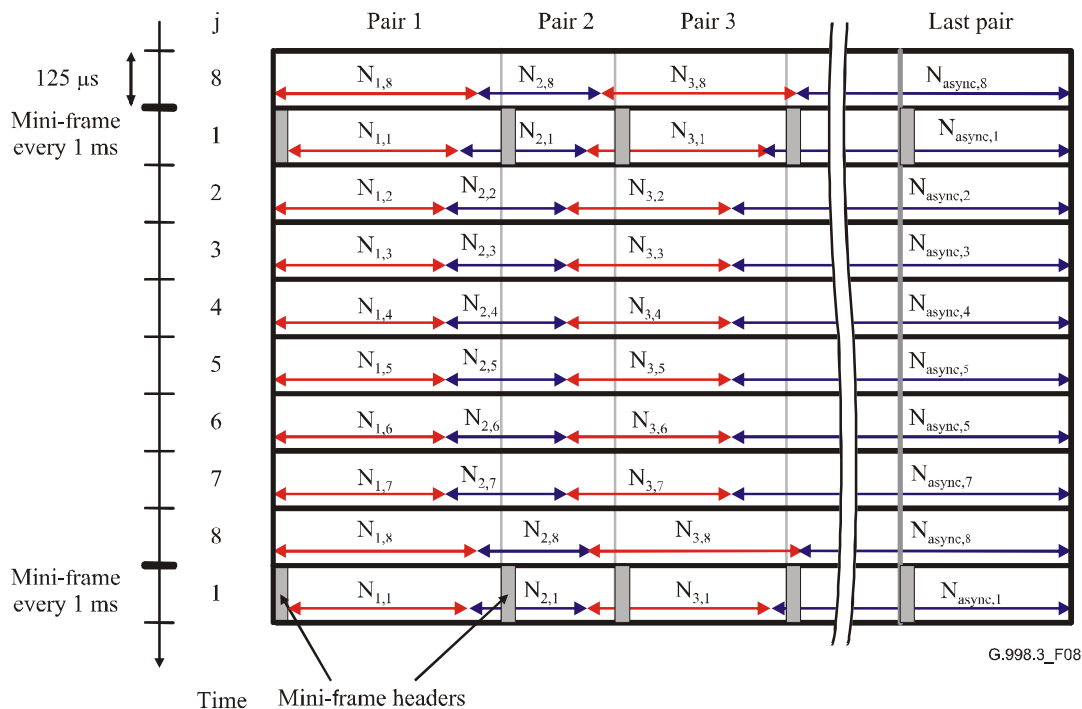 j Pair 1 Pair 2 Pair 3 Last pair
125 μs 8 N1,8 N2,8 N3,8 Nasync,8
Mini-frame
every 1 ms
1 N1,1 N2,1 N3,1 Nasync,1
2 N1,2 N2,2 N3,2 Nasync,2
3 N1,3 N2,3 N3,3 Nasync,3
4 N1,4 N2,4 N3,4 Nasync,4
5 N1,5 N2,5 N3,5 Nasync,5
6 N1,6 N2,6 N3,6 Nasync,5
7 N1,7 N2,7 N3,7 Nasync,7
8 N1,8 N2,8 N3,8 Nasync,8
Mini-frame
every 1 ms
1 N1,1 N2,1 N3,1 Nasync,1
G.998.3_F08
Time Mini-frame headers